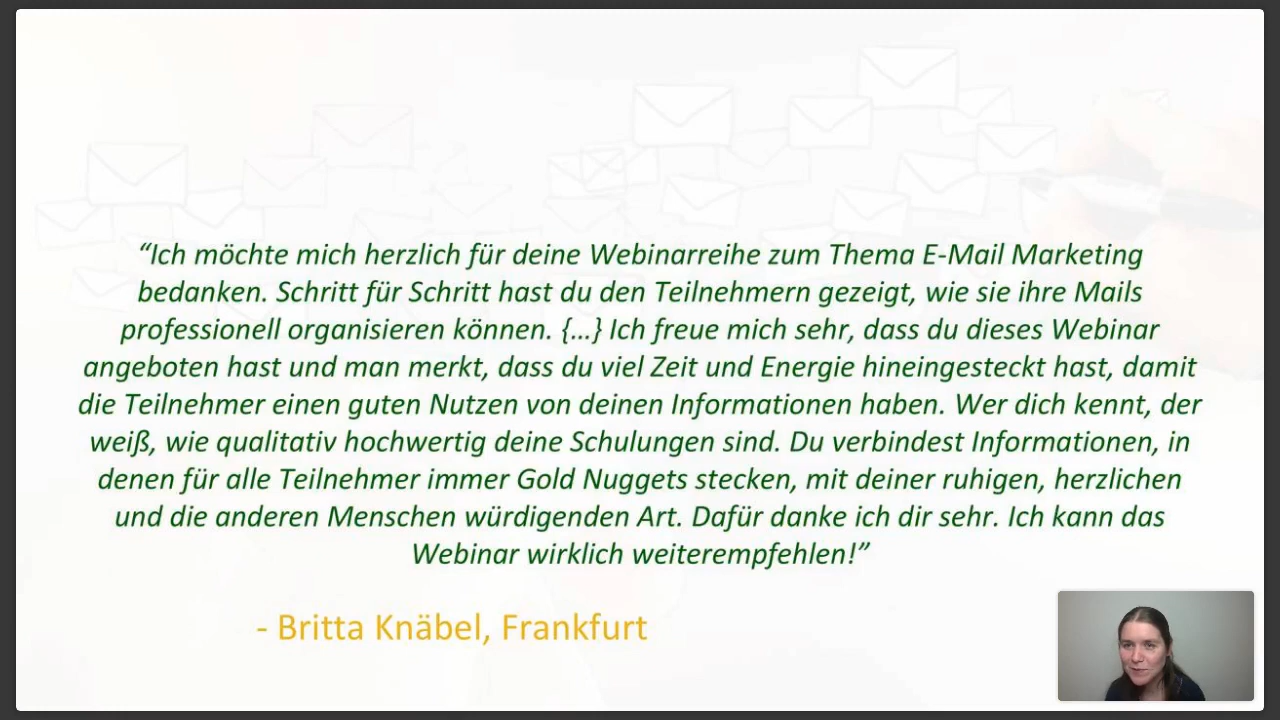 “Ich möchte mich herzlich für deine Webinarreihe zum Thema E-Mail Marketing
bedanken. Schritt für Schritt hast du den Teilnehmern gezeigt, wie sie ihre Mails
professionell organisieren können. {…} Ich freue mich sehr, dass du dieses Webinar
angeboten hast und man merkt, dass du viel Zeit und Energie hineingesteckt hast, damit
die Teilnehmer einen guten Nutzen von deinen Informationen haben. Wer dich kennt, der
weiß, wie qualitativ hochwertig deine Schulungen sind. Du verbindest Informationen, in
denen für alle Teilnehmer immer Gold Nuggets stecken, mit deiner ruhigen, herzlichen
und die anderen Menschen würdigenden Art. Dafür danke ich dir sehr. Ich kann das
Webinar wirklich weiterempfehlen!”
- Britta Knäbel, Frankfurt